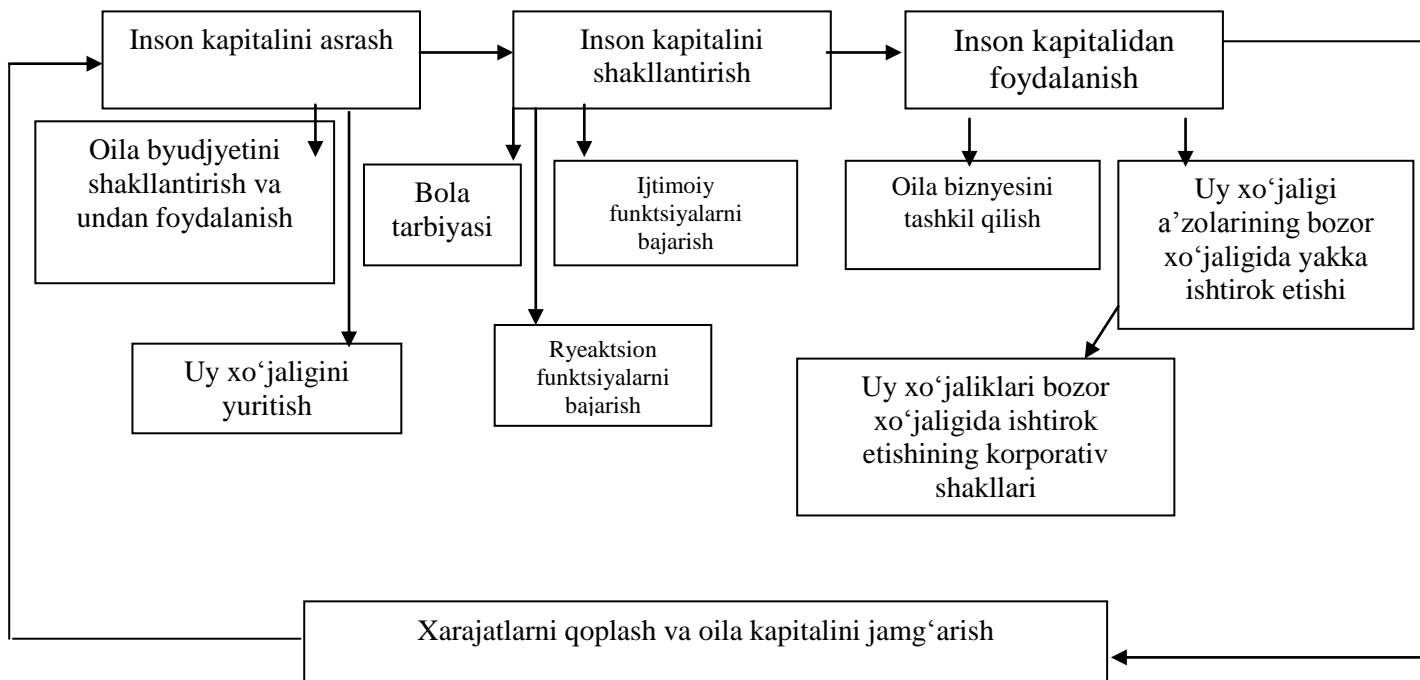 Inson kapitalini asrash
Inson kapitalini
shakllantirish
Inson kapitalidan
foydalanish
Oila byudjyetini
shakllantirish va
undan foydalanish
Bola
tarbiyasi
Ijtimoiy
funktsiyalarni
bajarish
Oila biznyesini
tashkil qilish
Uy xo‘jaligi
a’zolarining bozor
xo‘jaligida yakka
ishtirok etishi
Uy xo‘jaligini
yuritish
Ryeaktsion
funktsiyalarni
bajarish
Uy xo‘jaliklari bozor
xo‘jaligida ishtirok
etishining korporativ
shakllari
Xarajatlarni qoplash va oila kapitalini jamg‘arish